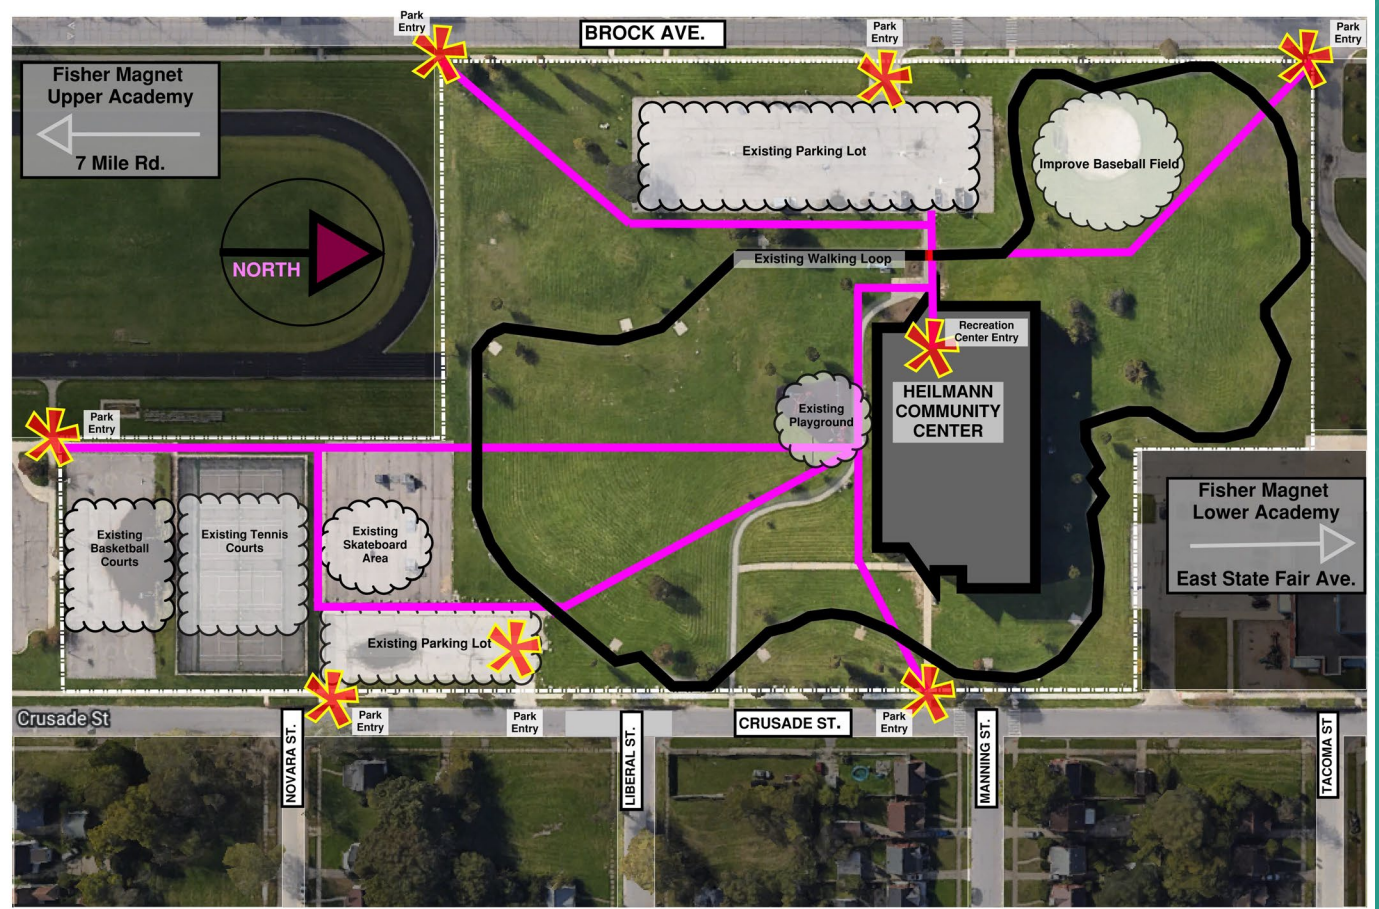 Park
Entry
BROCK AVE.
Park
Entry
Park
Entry
Fisher Magnet
Upper Academy
7 Mile Rd.
Existing Parking Lot
Improve Baseball Field
NORTH
Existing Walking Loop
Recreation
Center Entry
HEILMANN
COMMUNITY
CENTER
Existing
Playground
Park
Entry
Fisher Magnet
Lower Academy
East State Fair Ave.
Existing
Basketball
Courts
Existing Tennis
Courts
Existing
Skateboard
Area
Existing Parking Lot
Crusade St
Park
Entry
Park
Entry
CRUSADE ST.
Park
Entry
NOVARA ST.
LIBERAL ST.
MANNING ST.
TACOMA ST